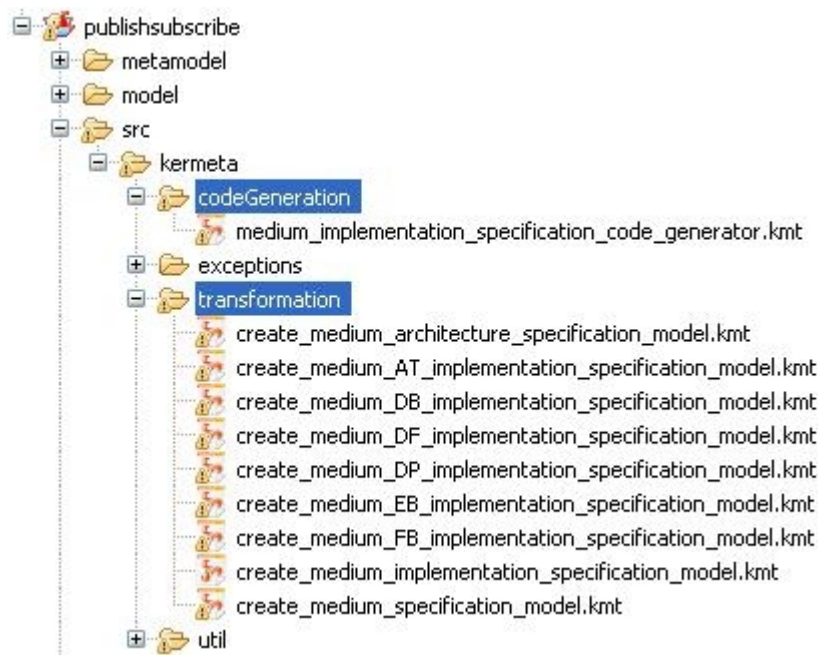 publishsubscribe
metamodel
model
src
kermeta
codeGeneration
medium_implementation_specification_code_generator.kmt
exceptions
transformation
create_medium_architecture_specification_model.kmt
create_medium_AT_implementation_specification_model.kmt
create_medium_DB_implementation_specification_model.kmt
create_medium_DF_implementation_specification_model.kmt
create_medium_DP_implementation_specification_model.kmt
create_medium_EB_implementation_specification_model.kmt
create_medium_FB_implementation_specification_model.kmt
create_medium_implementation_specification_model.kmt
create_medium_specification_model.kmt
util